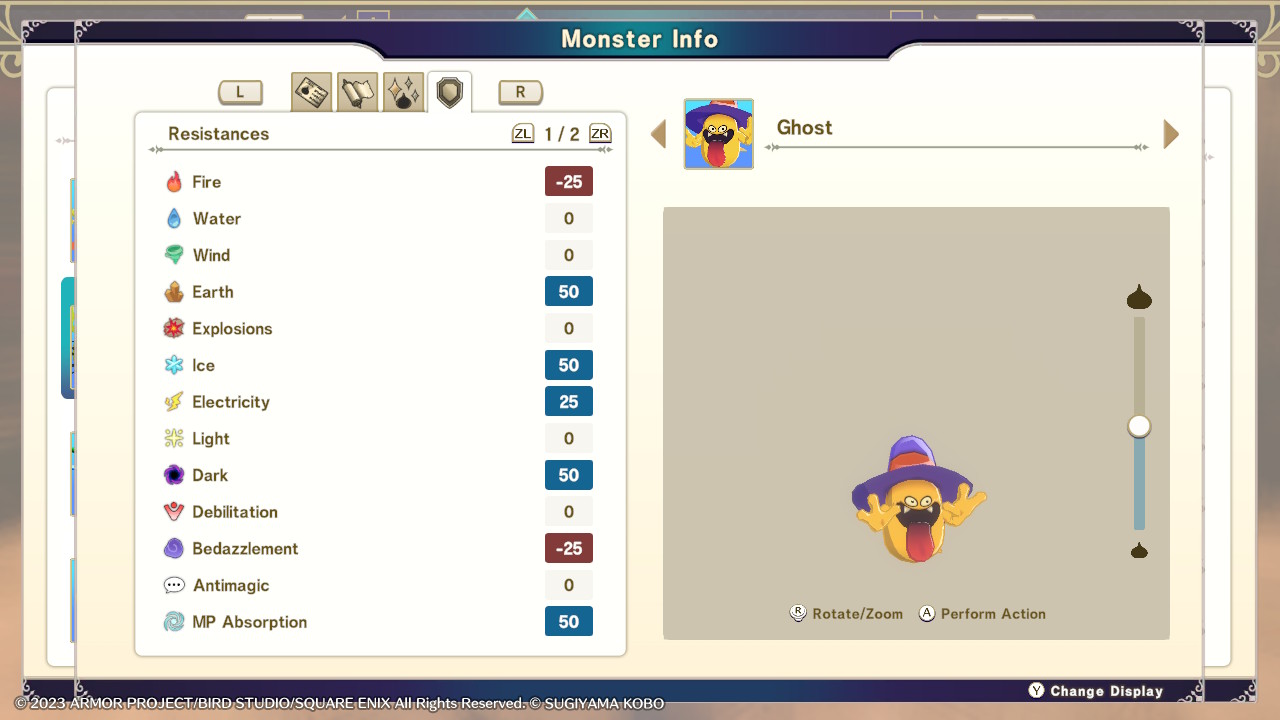 Monster Info
L
R
Resistances
ZL 1 / 2 ZR
Fire -25
Water 0
Wind 0
Earth 50
Explosions 0
Ice 50
Electricity 25
Light 0
Dark 50
Debilitation 0
Bedazzlement -25
Antimagic 0
MP Absorption 50
Ghost
R Rotate/Zoom A Perform Action
Y Change Display
© 2023 ARMOR PROJECT/BIRD STUDIO/SQUARE ENIX All Rights Reserved. © SUGIYAMA KOBO